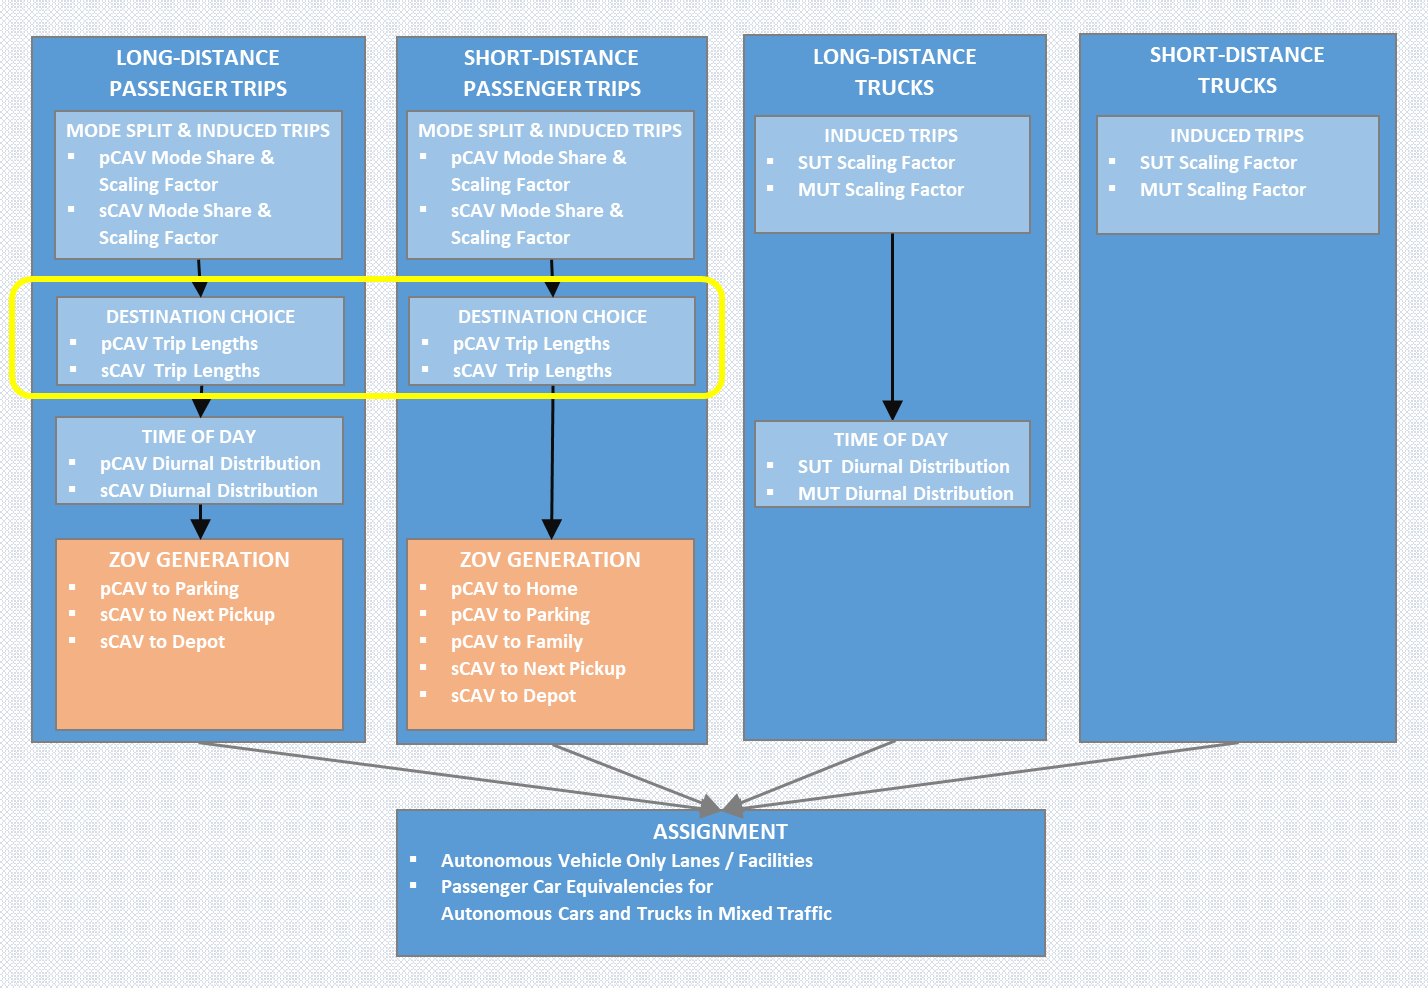 LONG-DISTANCE
PASSENGER TRIPS
MODE SPLIT & INDUCED TRIPS
▪ pCAV Mode Share &
Scaling Factor
▪ sCAV Mode Share &
Scaling Factor
DESTINATION CHOICE
▪ pCAV Trip Lengths
▪ sCAV Trip Lengths
TIME OF DAY
▪ pCAV Diurnal Distribution
▪ sCAV Diurnal Distribution
ZOV GENERATION
▪ pCAV to Parking
▪ sCAV to Next Pickup
▪ sCAV to Depot
SHORT-DISTANCE
PASSENGER TRIPS
MODE SPLIT & INDUCED TRIPS
▪ pCAV Mode Share &
Scaling Factor
▪ sCAV Mode Share &
Scaling Factor
DESTINATION CHOICE
▪ pCAV Trip Lengths
▪ sCAV Trip Lengths
ZOV GENERATION
▪ pCAV to Home
▪ pCAV to Parking
▪ pCAV to Family
▪ sCAV to Next Pickup
▪ sCAV to Depot
LONG-DISTANCE
TRUCKS
INDUCED TRIPS
▪ SUT Scaling Factor
▪ MUT Scaling Factor
TIME OF DAY
▪ SUT Diurnal Distribution
▪ MUT Diurnal Distribution
SHORT-DISTANCE
TRUCKS
INDUCED TRIPS
▪ SUT Scaling Factor
▪ MUT Scaling Factor
ASSIGNMENT
▪ Autonomous Vehicle Only Lanes / Facilities
▪ Passenger Car Equivalencies for
Autonomous Cars and Trucks in Mixed Traffic